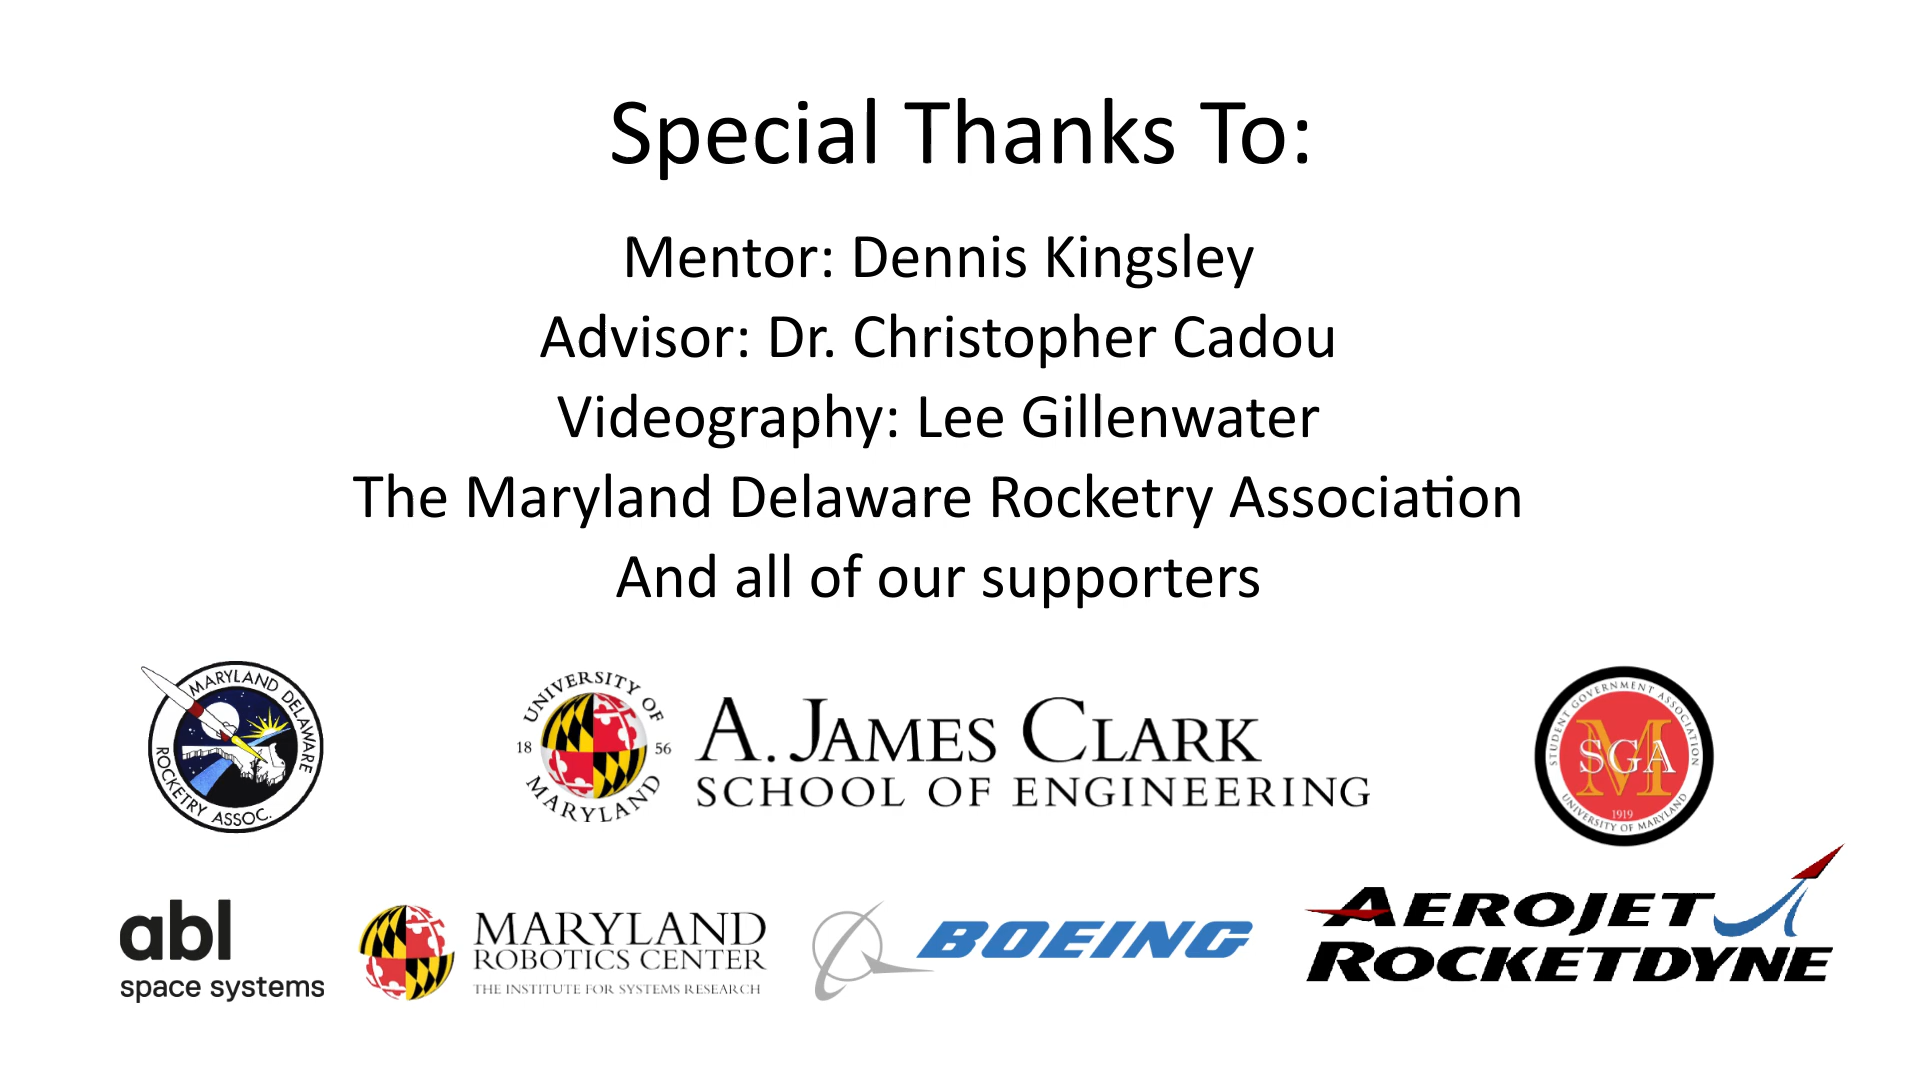 Special Thanks To:
Mentor: Dennis Kingsley
Advisor: Dr. Christopher Cadou
Videography: Lee Gillenwater
The Maryland Delaware Rocketry Association
And all of our supporters
MARYLAND DELAWARE
ROCKETRY ASSOC.
UNIVERSITY OF
18 56
MARYLAND
A. JAMES CLARK
SCHOOL OF ENGINEERING
STUDENT GOVERNMENT ASSOCIATION
M
SGA
1919
UNIVERSITY OF MARYLAND
abl
space systems
MARYLAND
ROBOTICS CENTER
THE INSTITUTE FOR SYSTEMS RESEARCH
BOEING
AEROJET
ROCKETDYNE